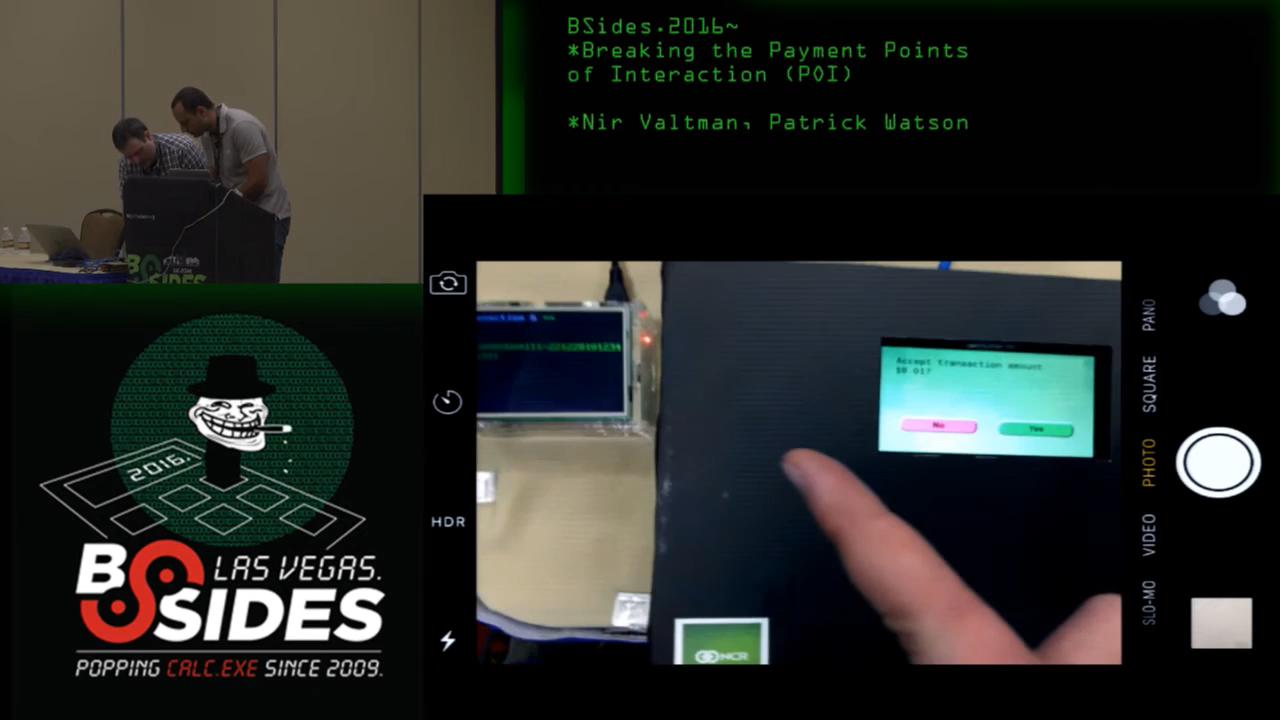 BSides.2016~
*Breaking the Payment Points
of Interaction (POI)
*Nir Valtman, Patrick Watson
Accept transaction amount
$0.01?
No
Yes
NCR
HDR
SLO-MO
VIDEO
PHOTO
SQUARE
PANO
2016.
BSIDES
LAS VEGAS.
POPPING CALC.EXE SINCE 2009.